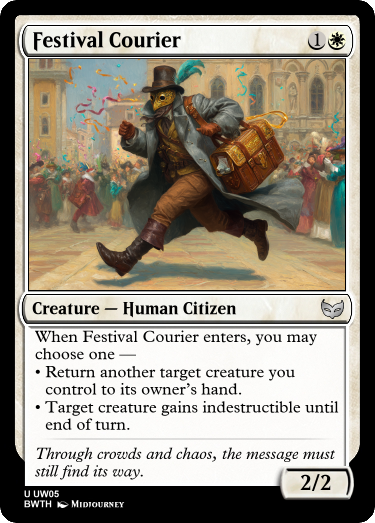 Festival Courier 1
Creature — Human Citizen
When Festival Courier enters, you may
choose one —
• Return another target creature you
control to its owner's hand.
• Target creature gains indestructible until
end of turn.
Through crowds and chaos, the message must
still find its way.
2/2
U UW05
BWTH Midjourney